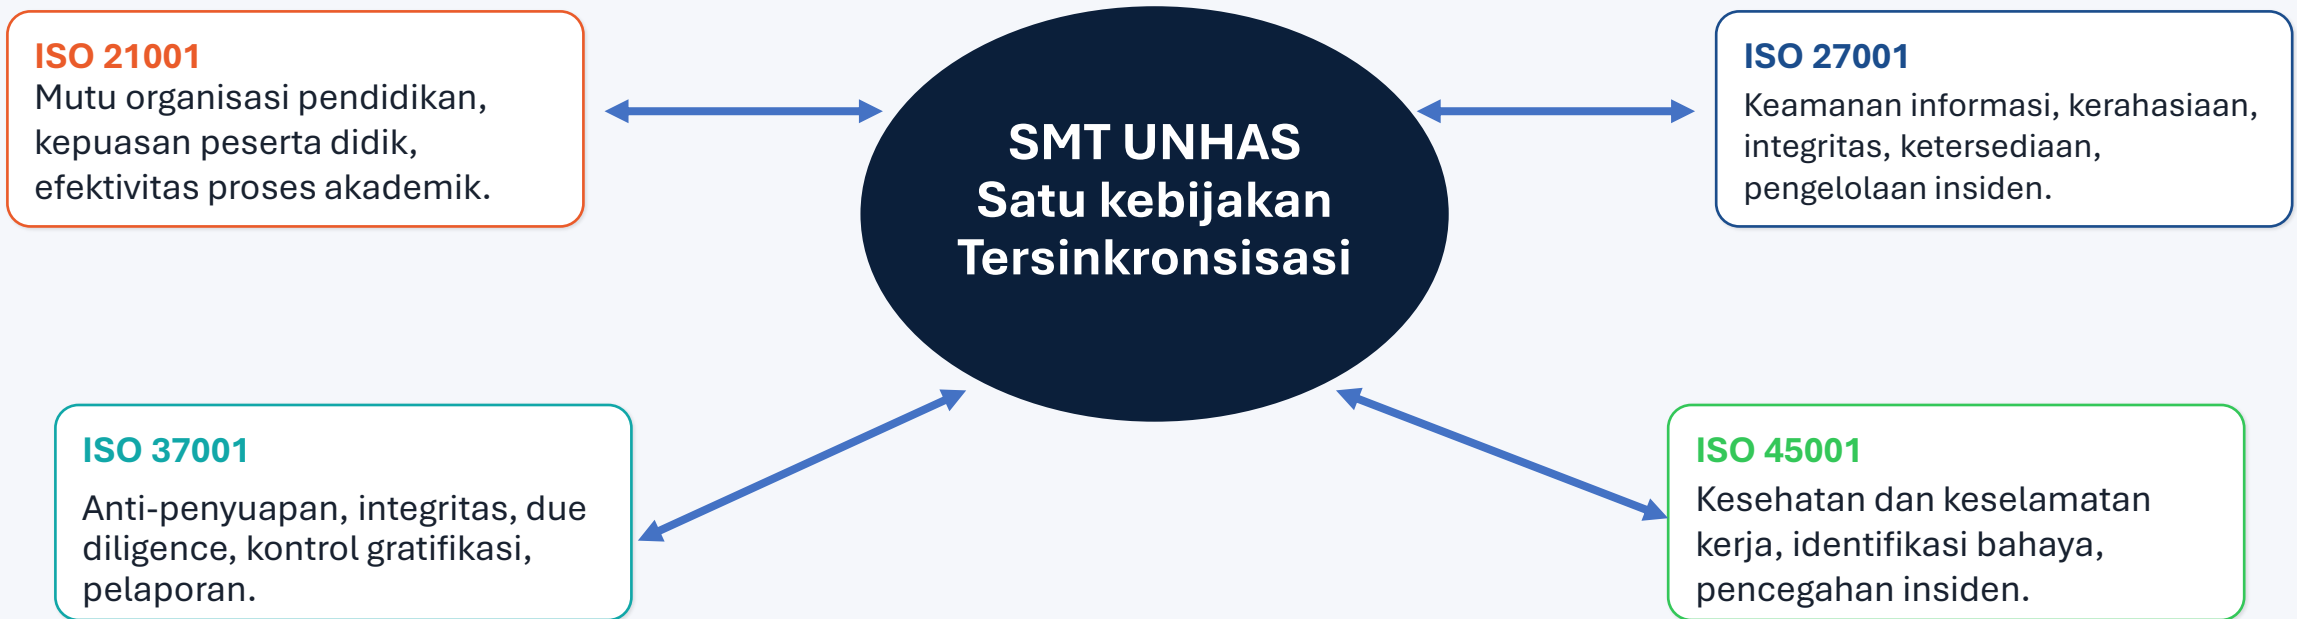 ISO 21001
Mutu organisasi pendidikan,
kepuasan peserta didik,
efektivitas proses akademik.
SMT UNHAS
Satu kebijakan
Tersinkronsisasi
ISO 27001
Keamanan informasi, kerahasiaan,
integritas, ketersediaan,
pengelolaan insiden.
ISO 37001
Anti-penyuapan, integritas, due
diligence, kontrol gratifikasi,
pelaporan.
ISO 45001
Kesehatan dan keselamatan
kerja, identifikasi bahaya,
pencegahan insiden.